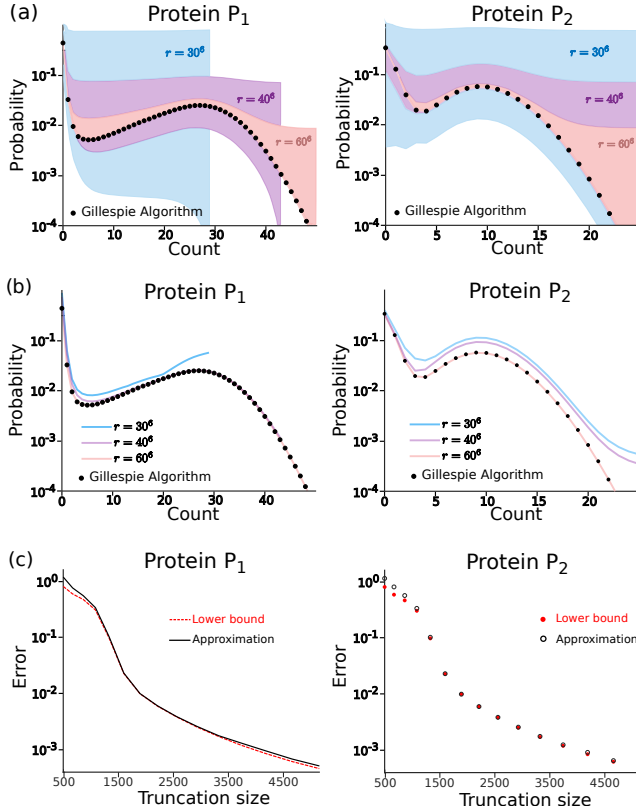 (a)
Protein P₁
Protein P₂
Probability
10⁻¹
10⁻²
10⁻³
10⁻⁴
r = 30⁶
r = 40⁶
r = 60⁶
Gillespie Algorithm
0 10 20 30 40
Count
Probability
10⁻¹
10⁻²
10⁻³
10⁻⁴
r = 30⁶
r = 40⁶
r = 60⁶
Gillespie Algorithm
0 5 10 15 20
Count
(b)
Protein P₁
Protein P₂
Probability
10⁻¹
10⁻²
10⁻³
10⁻⁴
r = 30⁶
r = 40⁶
r = 60⁶
Gillespie Algorithm
0 10 20 30 40
Count
Probability
10⁻¹
10⁻²
10⁻³
10⁻⁴
r = 30⁶
r = 40⁶
r = 60⁶
Gillespie Algorithm
0 5 10 15 20
Count
(c)
Protein P₁
Protein P₂
Error
10⁰
10⁻¹
10⁻²
10⁻³
Lower bound
Approximation
500 1500 2500 3500 4500
Truncation size
Error
10⁰
10⁻¹
10⁻²
10⁻³
Lower bound
Approximation
500 1500 2500 3500 4500
Truncation size